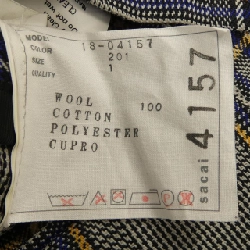 MODEL 18-04157
COLOR 201
SIZE 1
QUALITY
WOOL 100
COTTON
POLYESTER
CUPRO
sacai 4157